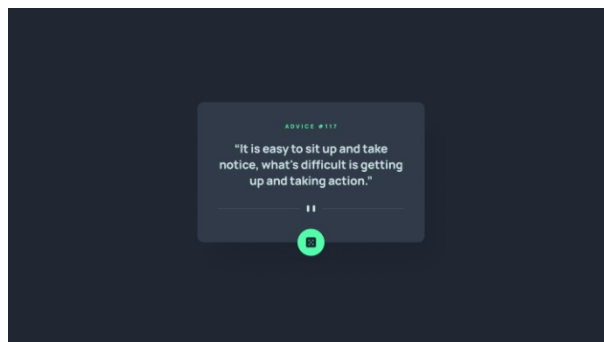 ADVICE #117
“It is easy to sit up and take
notice, what's difficult is getting
up and taking action.”